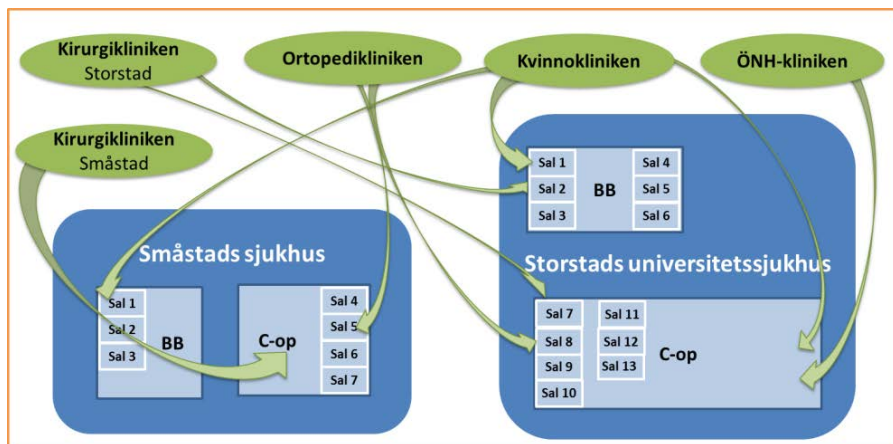 Kirurgikliniken
Storstad
Ortopedikliniken
Kvinnokliniken
ÖNH-kliniken
Kirurgikliniken
Småstad
Småstads sjukhus
Sal 1
Sal 2
Sal 3
BB
C-op
Sal 4
Sal 5
Sal 6
Sal 7
Sal 1
Sal 2
Sal 3
BB
Sal 4
Sal 5
Sal 6
Storstads universitetssjukhus
Sal 7
Sal 8
Sal 9
Sal 10
Sal 11
Sal 12
Sal 13
C-op